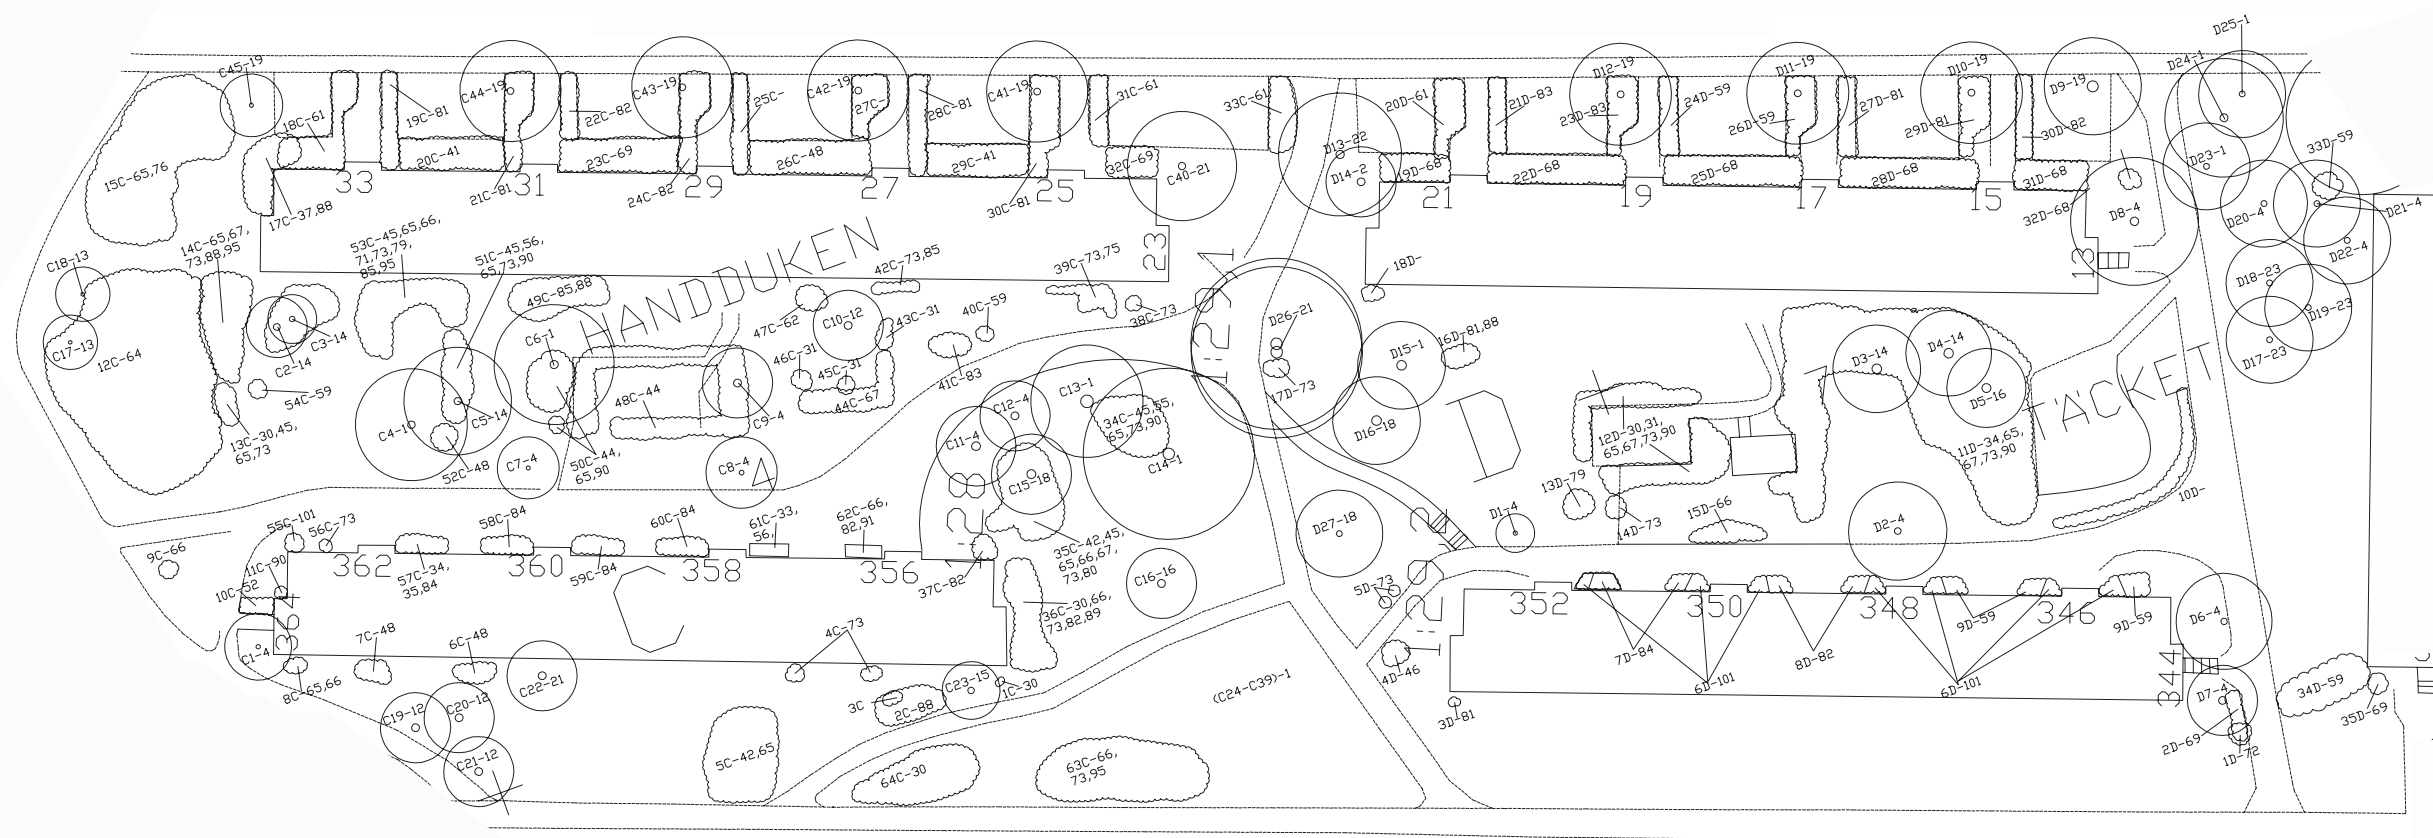 D25-1
D24-1
C45-19
C44-19
C43-19
C42-19
C41-19
D12-19
D11-19
D10-19
D9-19
18C-61
19C-81
22C-82
25C-
27C-
28C-81
31C-61
33C-61
20D-61
21D-83
23D-83
24D-59
26D-59
27D-81
29D-81
30D-82
33D-59
15C-65,76
20C-41
23C-69
26C-48
29C-41
32C-69
C40-21
D13-22
D14-2
19D-68
22D-68
25D-68
28D-68
31D-68
D23-1
33
31
29
27
25
21
19
17
15
17C-37,88
21C-81
24C-82
30C-81
32D-68
D8-4
D20-4
D21-4
D22-4
14C-65,67,
73,88,95
53C-45,65,66,
71,73,79,
85,95
51C-45,56,
65,73,90
HANDDUKEN
23
13
C18-13
42C-73,85
39C-73,75
18D-
D18-23
49C-85,88
D19-23
C17-13
12C-64
C3-14
C2-14
C6-1
47C-62
C10-12
43C-31
40C-59
38C-73
D26-21
D15-1
16D-81,88
D3-14
D4-14
D17-23
46C-31
45C-31
41C-83
54C-59
48C-44
44C-67
17D-73
D5-16
TÄCKET
C4-1
C5-14
C9-4
C12-4
C13-1
34C-45,55,
65,73,90
D16-18
D
12D-30,31,
65,67,73,90
11D-34,65,
67,73,90
13C-30,45,
65,73
C11-4
C7-4
50C-44,
65,90
C8-4
C14-1
52C-48
C15-18
13D-79
10D-
55C-101
56C-73
58C-84
60C-84
61C-33,
56,
62C-66,
82,91
D1-4
15D-66
14D-73
D2-4
D27-18
9C-66
362
360
358
356
35C-42,45,
65,66,67,
73,80
11C-90
10C-52
57C-34,
35,84
59C-84
37C-82
C16-16
5D-73
352
350
348
346
C
36C-30,66,
73,82,89
9D-59
9D-59
D6-4
7C-48
6C-48
4C-73
C1-4
7D-84
8D-82
344
8C-65,66
C22-21
4D-46
6D-101
6D-101
D7-4
34D-59
C23-15
1C-30
(C24-C39)-1
3C
2C-88
C19-12
C20-12
3D-81
35D-69
5C-42,65
2D-69
1D-72
C21-12
64C-30
63C-66,
73,95